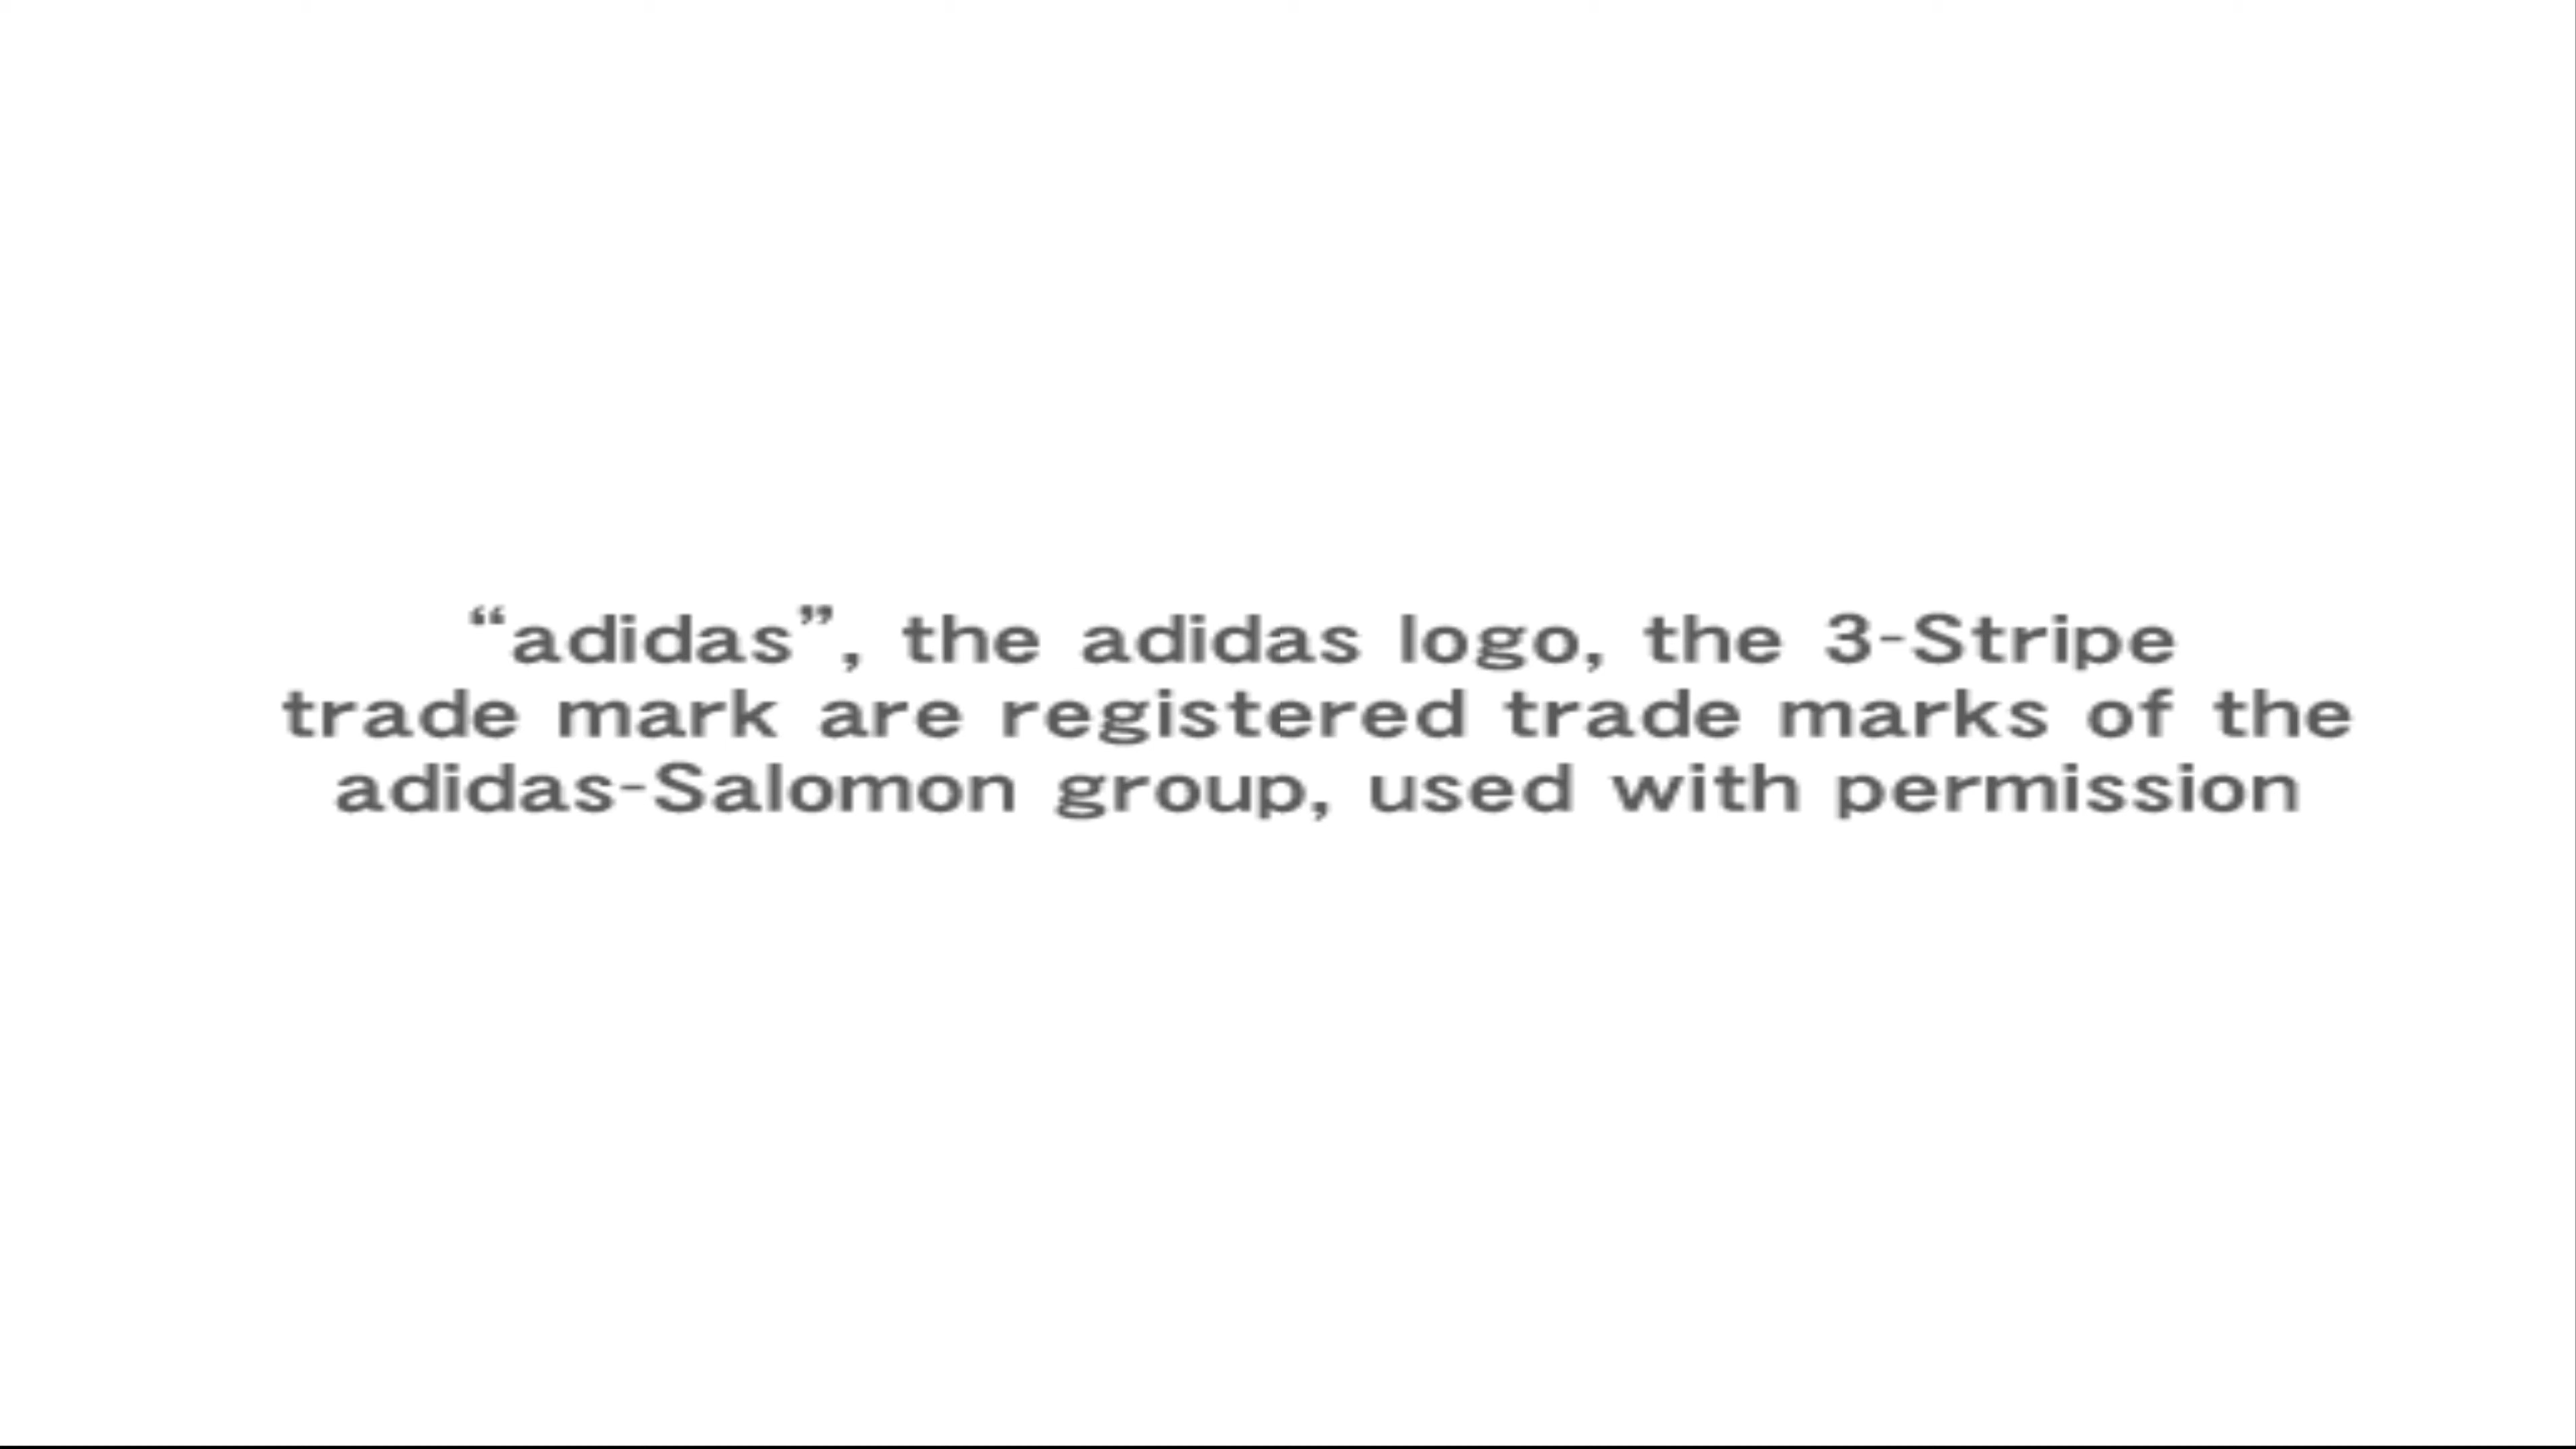 “adidas”, the adidas logo, the 3-Stripe
trade mark are registered trade marks of the
adidas-Salomon group, used with permission